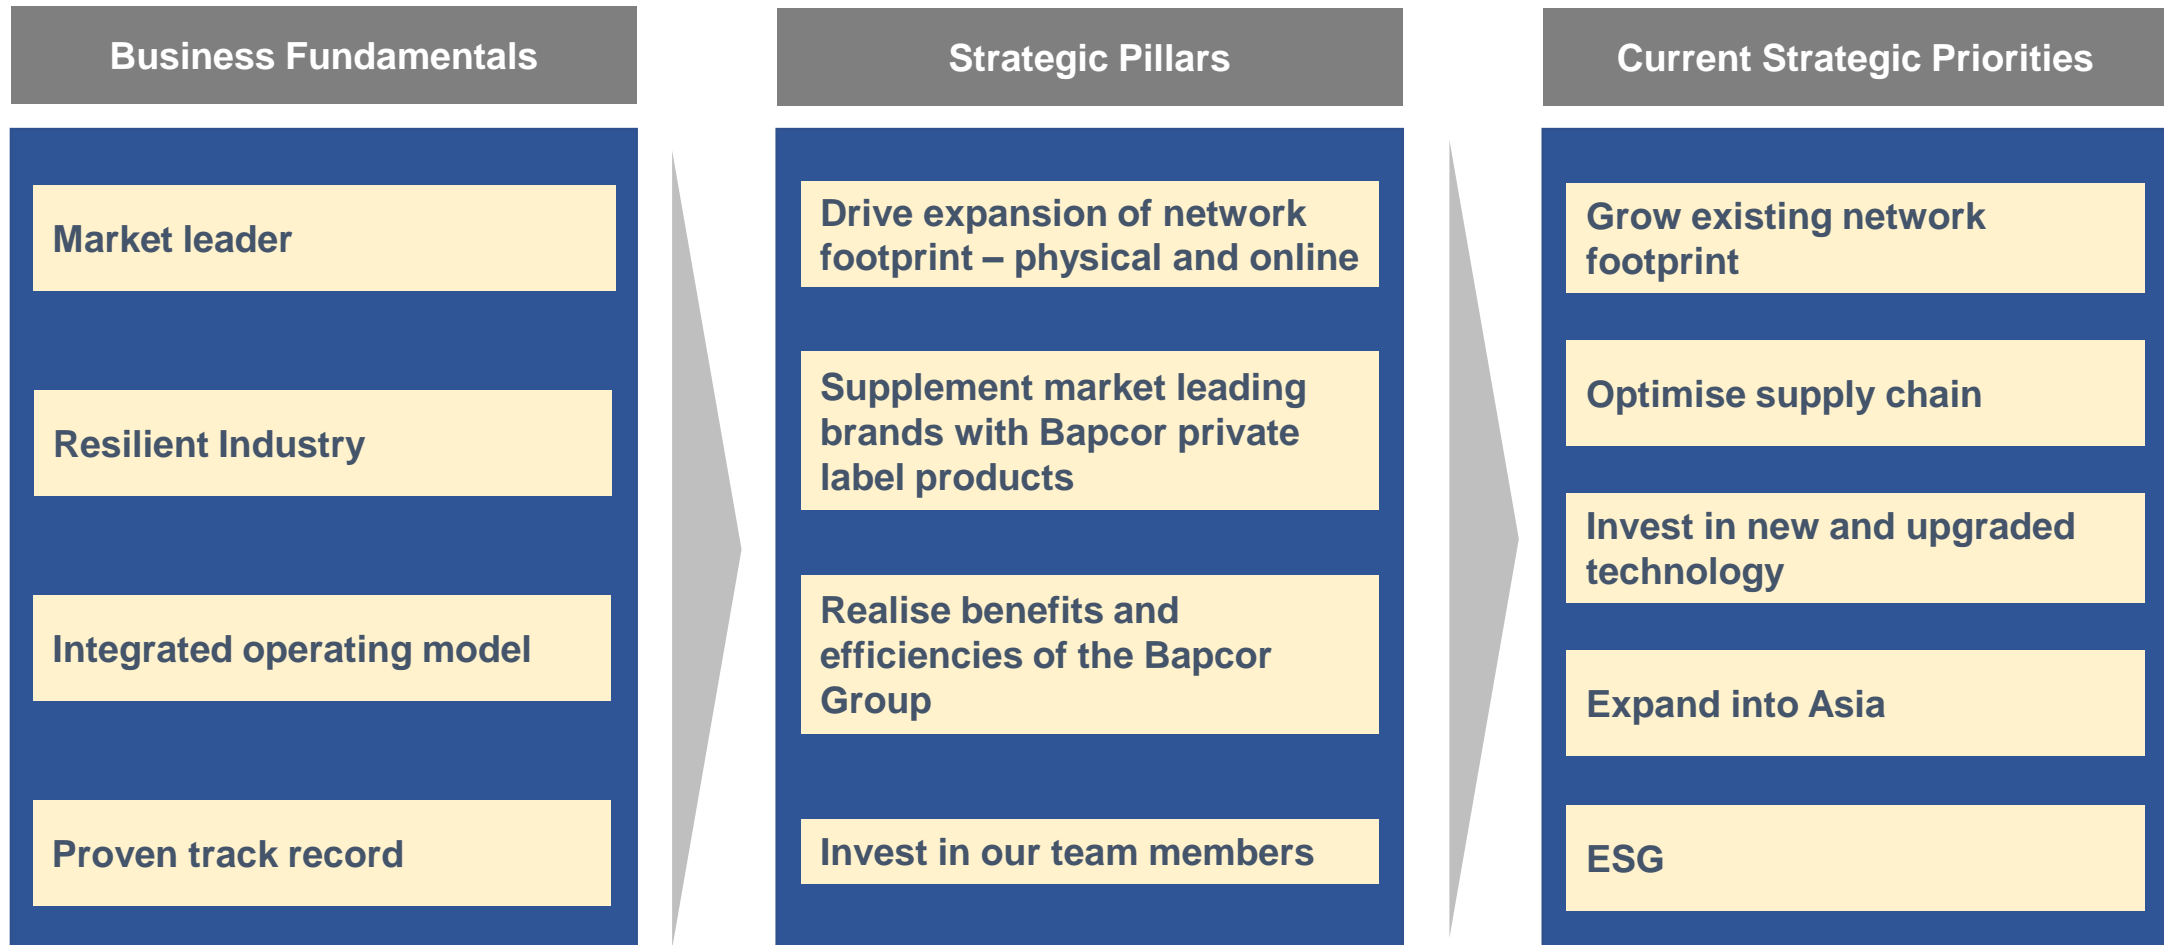 Business Fundamentals
Market leader
Resilient Industry
Integrated operating model
Proven track record
Strategic Pillars
Drive expansion of network
footprint – physical and online
Supplement market leading
brands with Bapcor private
label products
Realise benefits and
efficiencies of the Bapcor
Group
Invest in our team members
Current Strategic Priorities
Grow existing network
footprint
Optimise supply chain
Invest in new and upgraded
technology
Expand into Asia
ESG